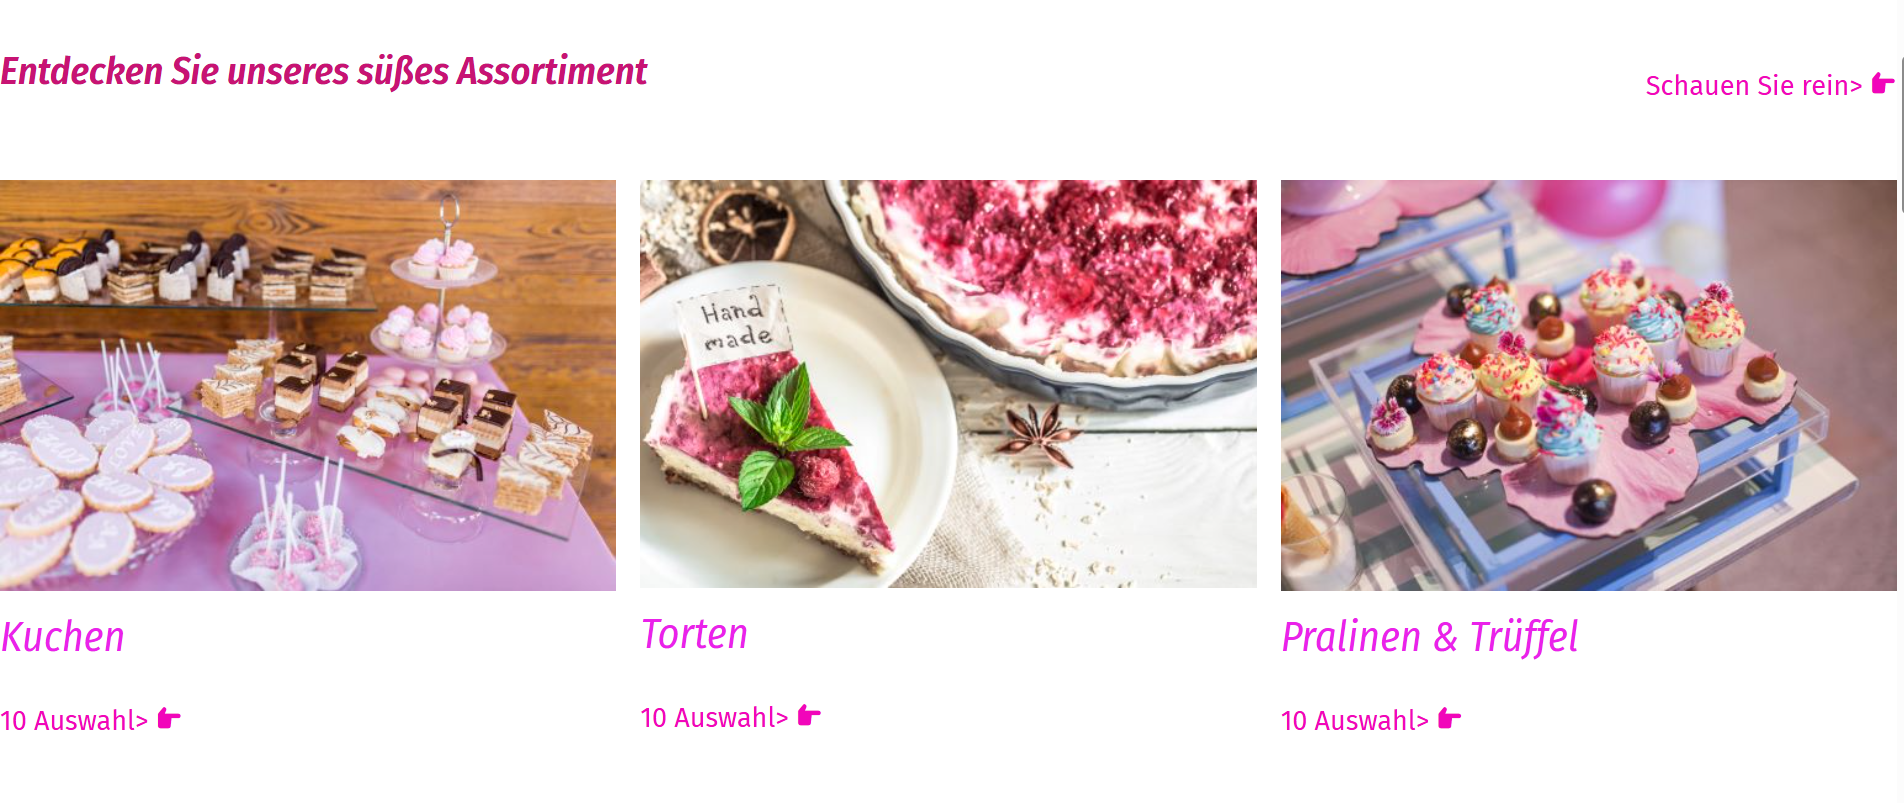 Entdecken Sie unseres süßes Assortiment
Schauen Sie rein>
Hand
made
Kuchen
Torten
Pralinen & Trüffel
10 Auswahl>
10 Auswahl>
10 Auswahl>